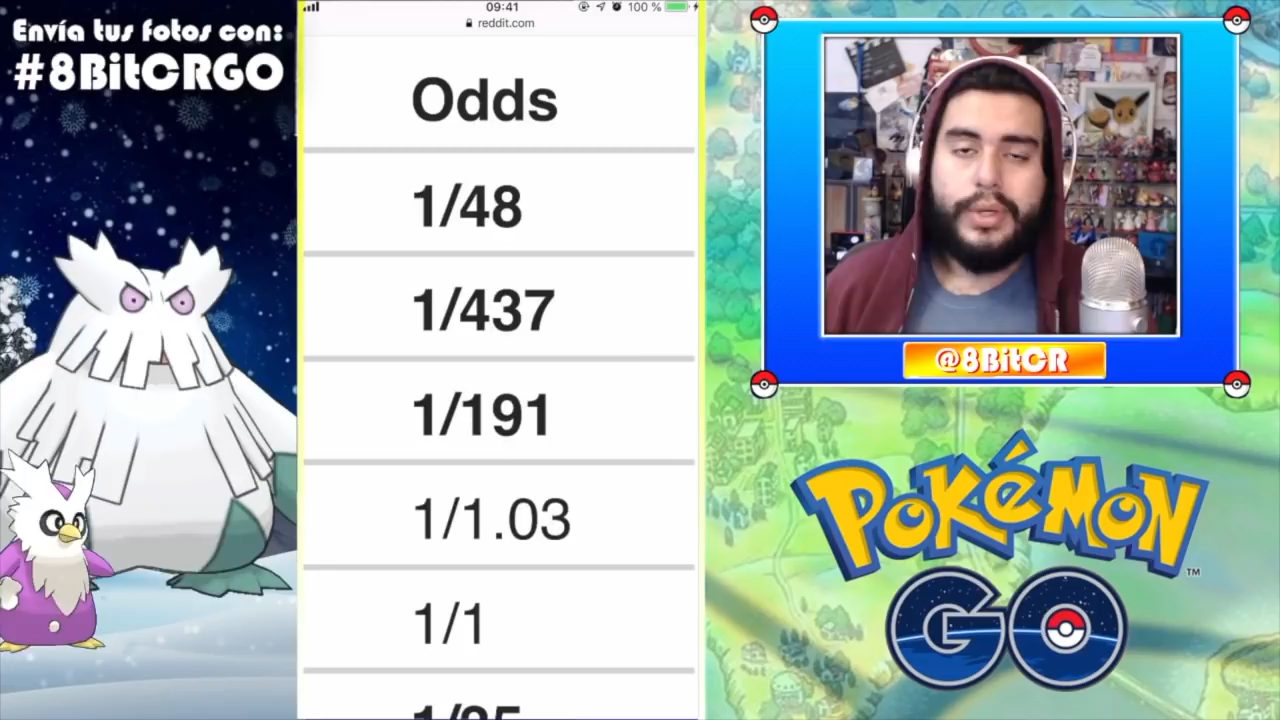 Envía tus fotos con:
#8BitCRGO
09:41
100 %
reddit.com
Odds
1/48
1/437
1/191
1/1.03
1/1
@8BitCR
POKéMON
TM
GO